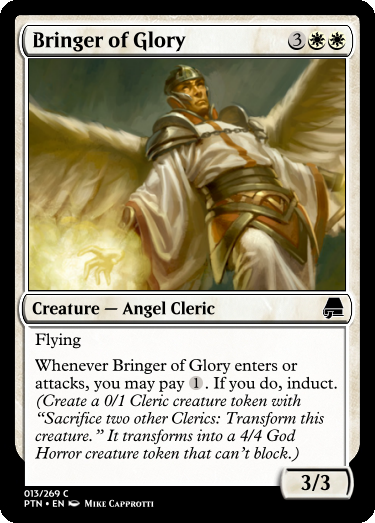 Bringer of Glory 3
Creature — Angel Cleric
Flying
Whenever Bringer of Glory enters or
attacks, you may pay 1. If you do, induct.
(Create a 0/1 Cleric creature token with
“Sacrifice two other Clerics: Transform this
creature.” It transforms into a 4/4 God
Horror creature token that can’t block.)
3/3
013/269 C
PTN • EN Mike Capprotti